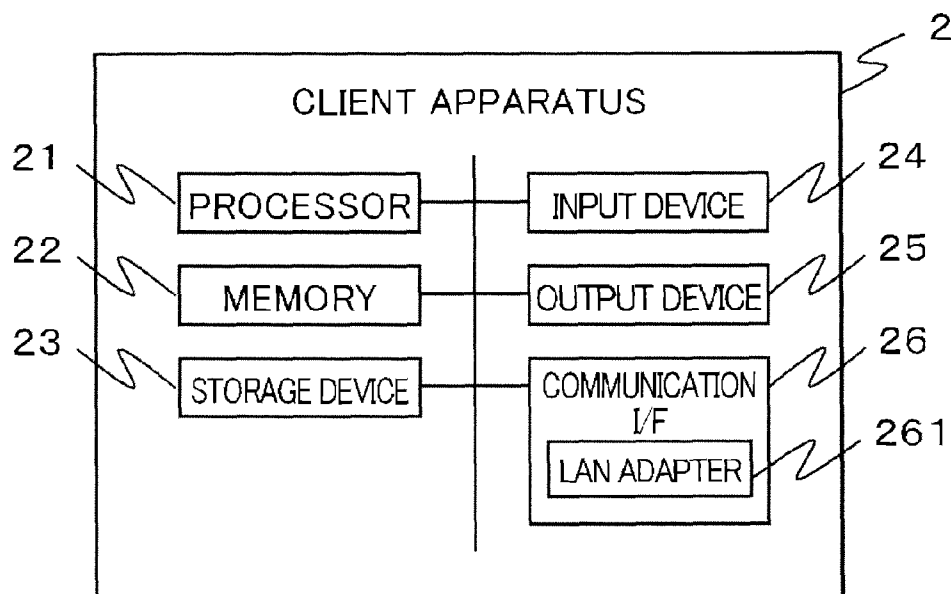 2
CLIENT APPARATUS
21
PROCESSOR
INPUT DEVICE
24
22
MEMORY
OUTPUT DEVICE
25
23
STORAGE DEVICE
COMMUNICATION
I/F
26
LAN ADAPTER
261